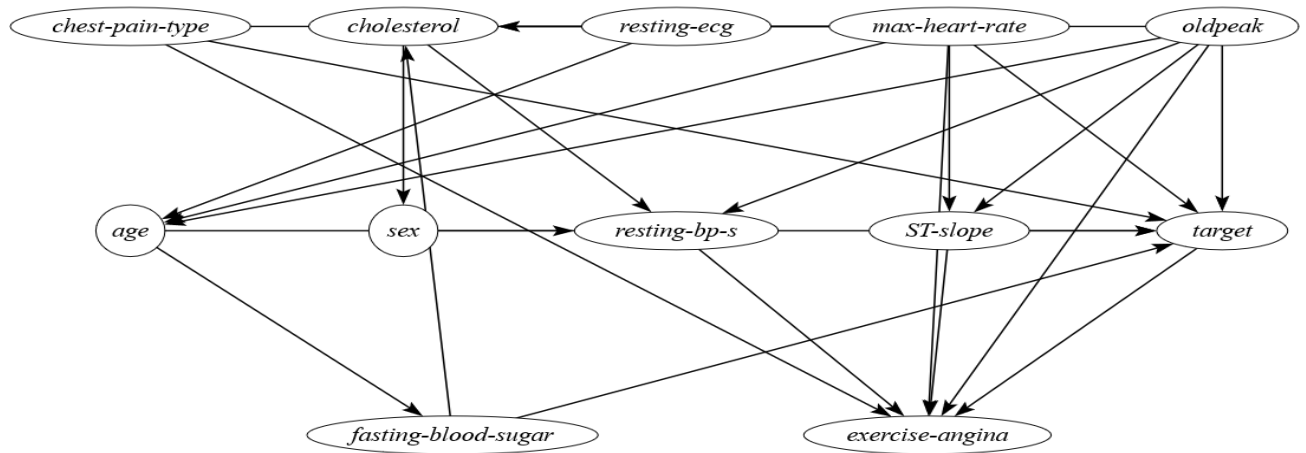 chest-pain-type cholesterol resting-ecg max-heart-rate oldpeak
age sex resting-bp-s ST-slope target
fasting-blood-sugar exercise-angina